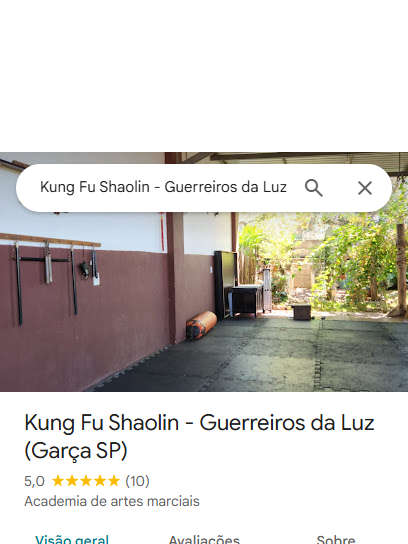 Kung Fu Shaolin - Guerreiros da Luz
Kung Fu Shaolin - Guerreiros da Luz
(Garça SP)
5,0 ★★★★★ (10)
Academia de artes marciais
Visão geral Avaliações Sobre